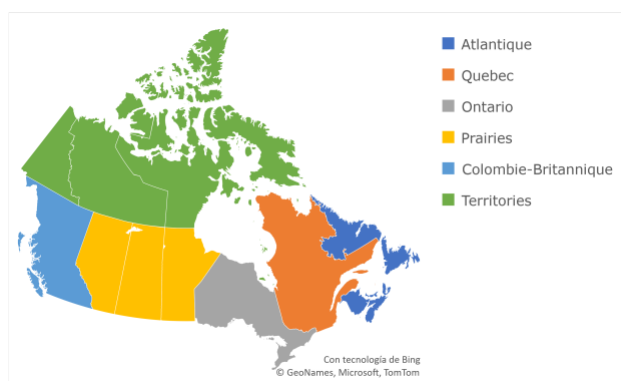 Atlantique
Quebec
Ontario
Prairies
Colombie-Britannique
Territories
Con tecnología de Bing
© GeoNames, Microsoft, TomTom